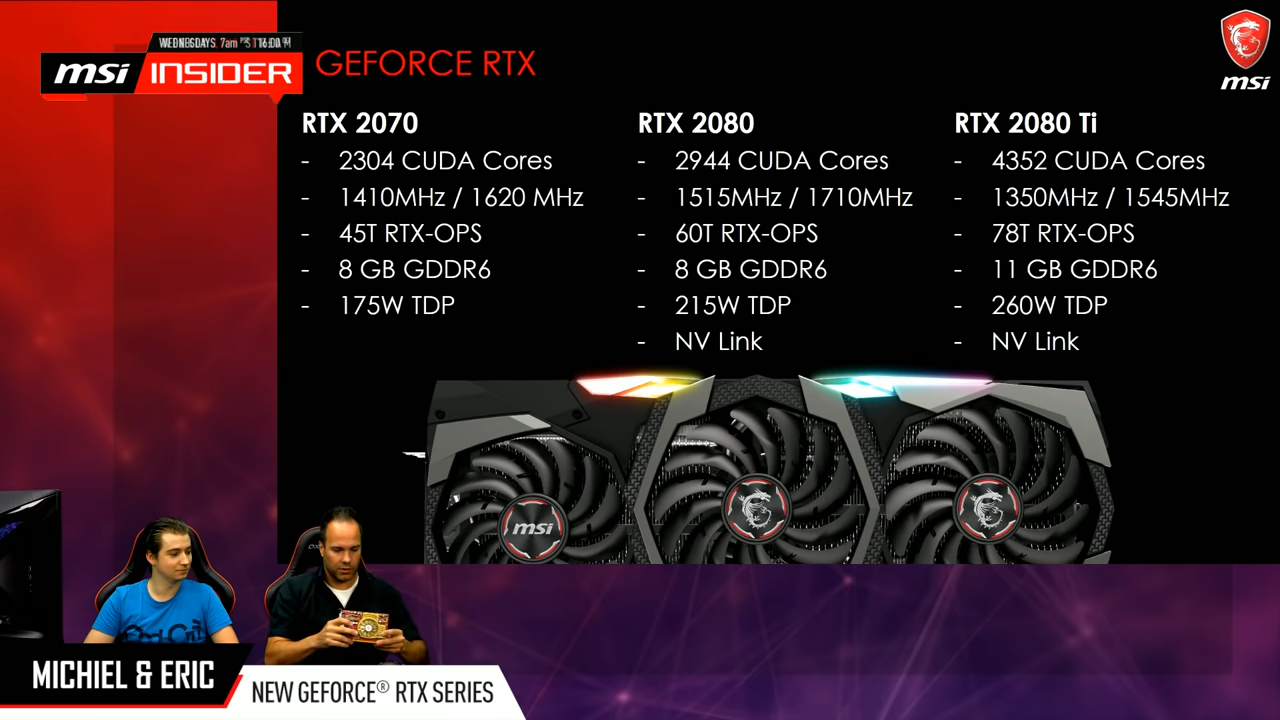 WEDNESDAYS 7am
msi INSIDER
GEFORCE RTX
msi
RTX 2070
- 2304 CUDA Cores
- 1410MHz / 1620 MHz
- 45T RTX-OPS
- 8 GB GDDR6
- 175W TDP
RTX 2080
- 2944 CUDA Cores
- 1515MHz / 1710MHz
- 60T RTX-OPS
- 8 GB GDDR6
- 215W TDP
- NV Link
RTX 2080 Ti
- 4352 CUDA Cores
- 1350MHz / 1545MHz
- 78T RTX-OPS
- 11 GB GDDR6
- 260W TDP
- NV Link
msi
MICHIEL & ERIC
NEW GEFORCE® RTX SERIES